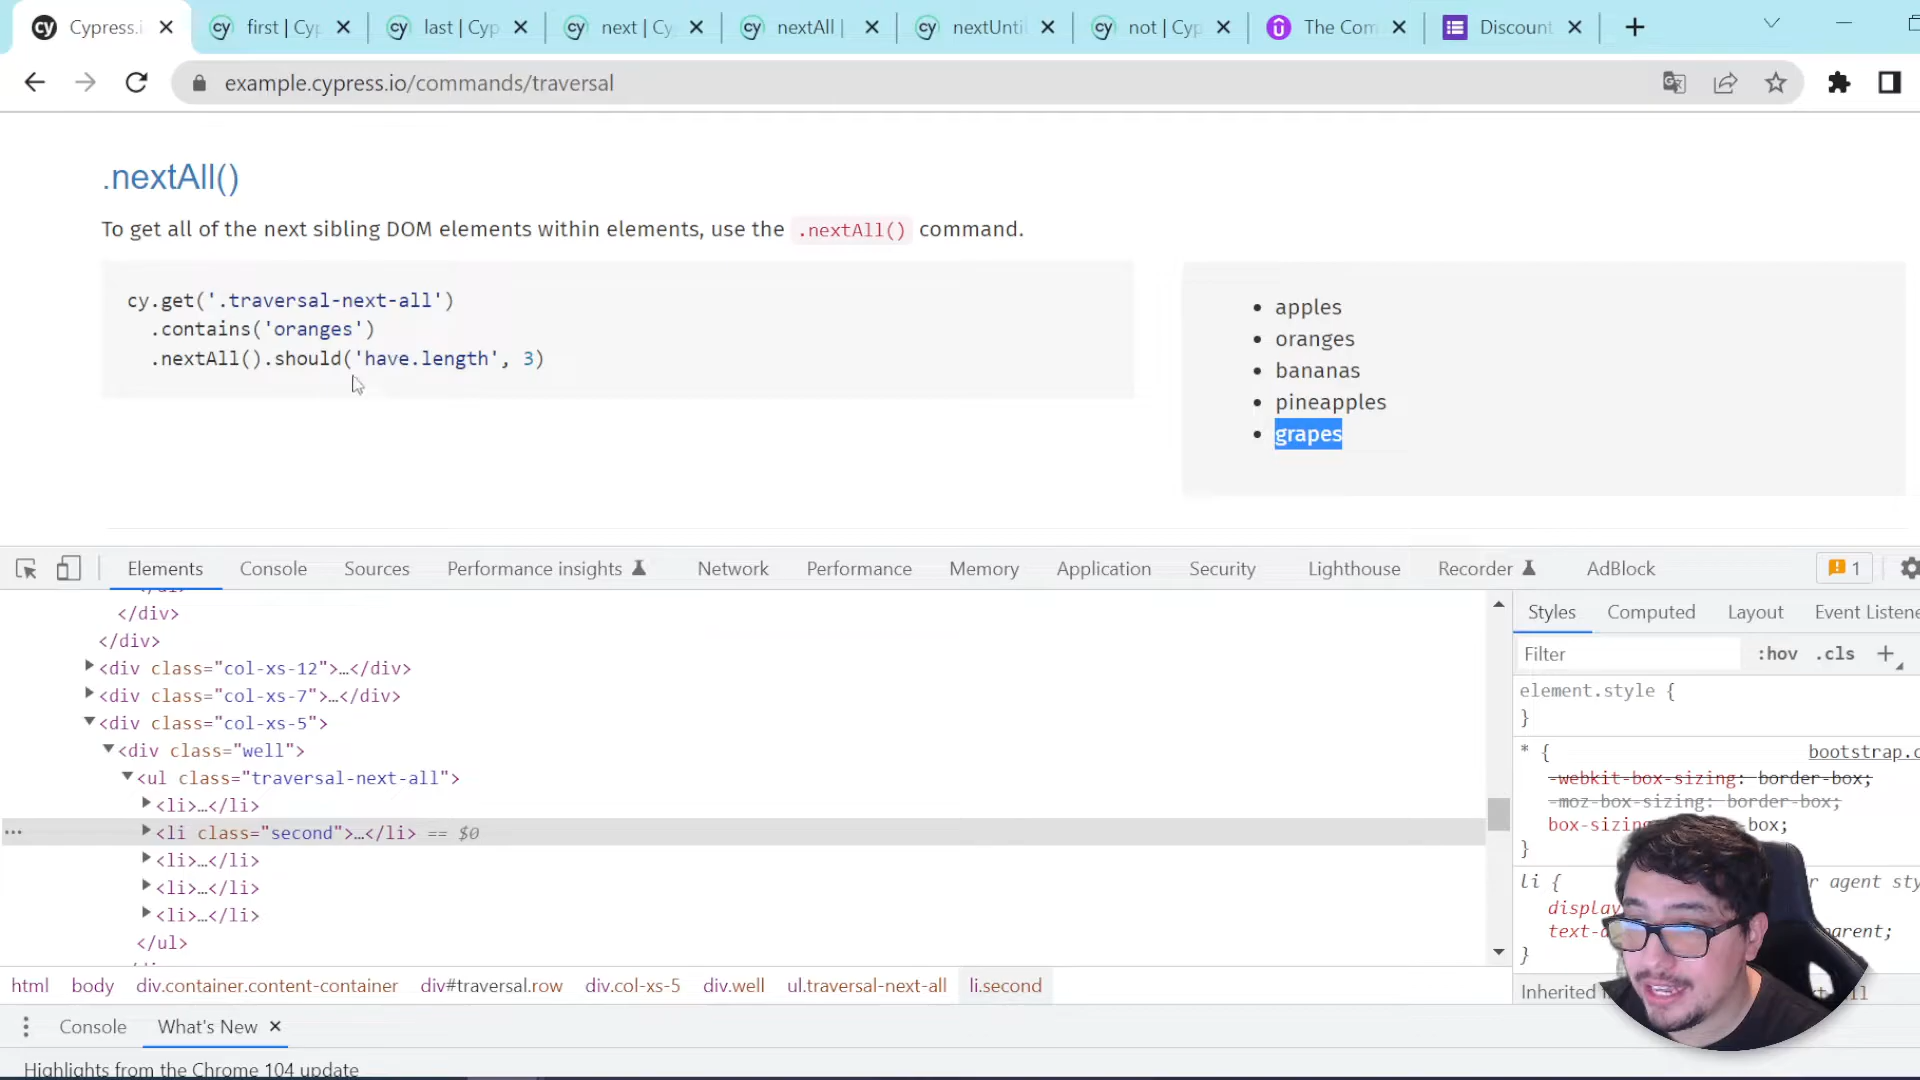 Cypress.i
first | Cyp
last | Cyp
next | Cy
nextAll |
nextUnti
not | Cyp
The Com
Discount
example.cypress.io/commands/traversal
.nextAll()
To get all of the next sibling DOM elements within elements, use the .nextAll() command.
cy.get('.traversal-next-all')
.contains('oranges')
.nextAll().should('have.length', 3)
apples
oranges
bananas
pineapples
grapes
Elements
Console
Sources
Performance insights
Network
Performance
Memory
Application
Security
Lighthouse
Recorder
AdBlock
1
</div>
</div>
<div class="col-xs-12">…</div>
<div class="col-xs-7">…</div>
<div class="col-xs-5">
<div class="well">
<ul class="traversal-next-all">
<li>…</li>
<li class="second">…</li> == $0
<li>…</li>
<li>…</li>
<li>…</li>
</ul>
html body div.container.content-container div#traversal.row div.col-xs-5 div.well ul.traversal-next-all li.second
Styles Computed Layout Event Listene
Filter :hov .cls +
element.style {
}
* { bootstrap.c
-webkit-box-sizing: border-box;
-moz-box-sizing: border-box;
box-sizing box;
}
li { r agent sty
display
text- parent;
}
Inherited
Console
What's New
Highlights from the Chrome 104 update